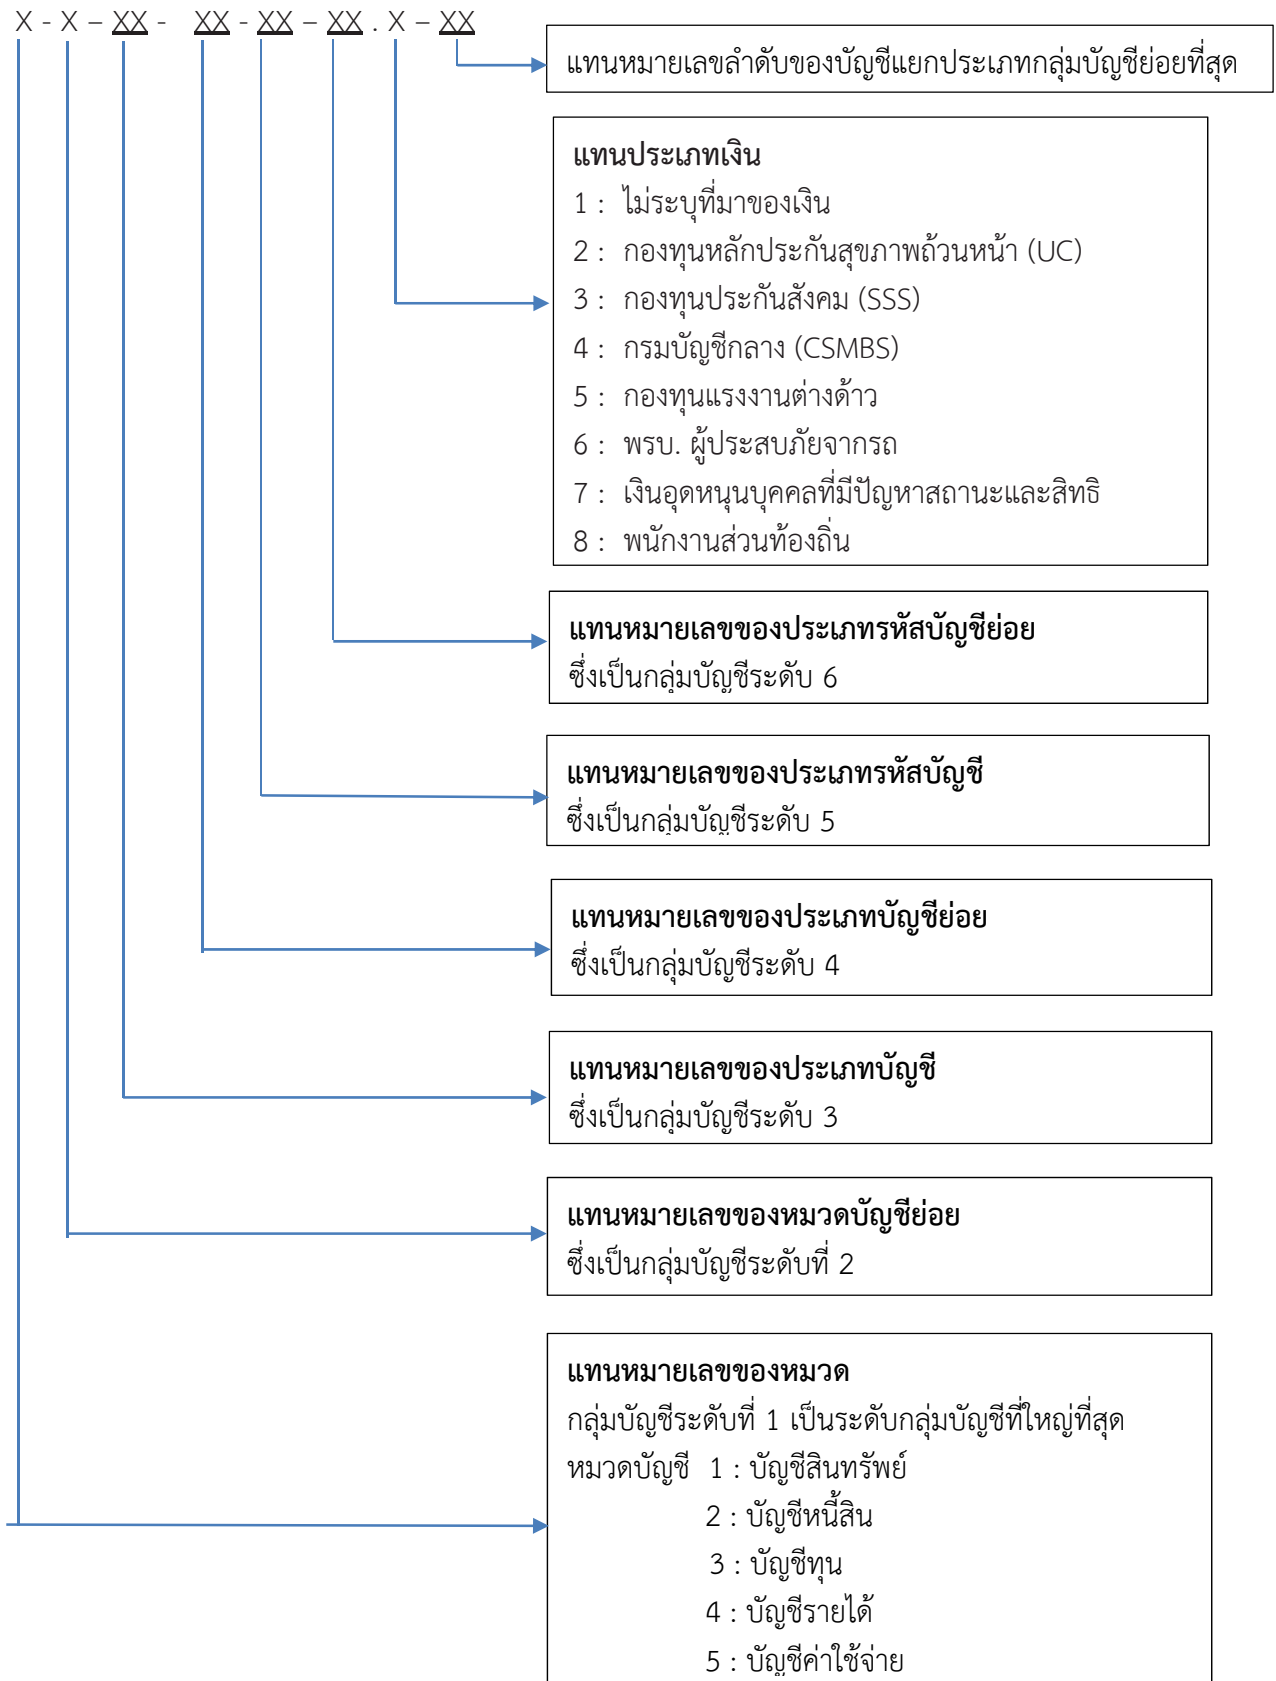 X - X – XX - XX - XX – XX . X – XX
แทนหมายเลขลำดับของบัญชีแยกประเภทกลุ่มบัญชีย่อยที่สุด
แทนประเภทเงิน
1 : ไม่ระบุที่มาของเงิน
2 : กองทุนหลักประกันสุขภาพถ้วนหน้า (UC)
3 : กองทุนประกันสังคม (SSS)
4 : กรมบัญชีกลาง (CSMBS)
5 : กองทุนแรงงานต่างด้าว
6 : พรบ. ผู้ประสบภัยจากรถ
7 : เงินอุดหนุนบุคคลที่มีปัญหาสถานะและสิทธิ
8 : พนักงานส่วนท้องถิ่น
แทนหมายเลขของประเภทรหัสบัญชีย่อย
ซึ่งเป็นกลุ่มบัญชีระดับ 6
แทนหมายเลขของประเภทรหัสบัญชี
ซึ่งเป็นกลุ่มบัญชีระดับ 5
แทนหมายเลขของประเภทบัญชีย่อย
ซึ่งเป็นกลุ่มบัญชีระดับ 4
แทนหมายเลขของประเภทบัญชี
ซึ่งเป็นกลุ่มบัญชีระดับ 3
แทนหมายเลขของหมวดบัญชีย่อย
ซึ่งเป็นกลุ่มบัญชีระดับที่ 2
แทนหมายเลขของหมวด
กลุ่มบัญชีระดับที่ 1 เป็นระดับกลุ่มบัญชีที่ใหญ่ที่สุด
หมวดบัญชี 1 : บัญชีสินทรัพย์
2 : บัญชีหนี้สิน
3 : บัญชีทุน
4 : บัญชีรายได้
5 : บัญชีค่าใช้จ่าย